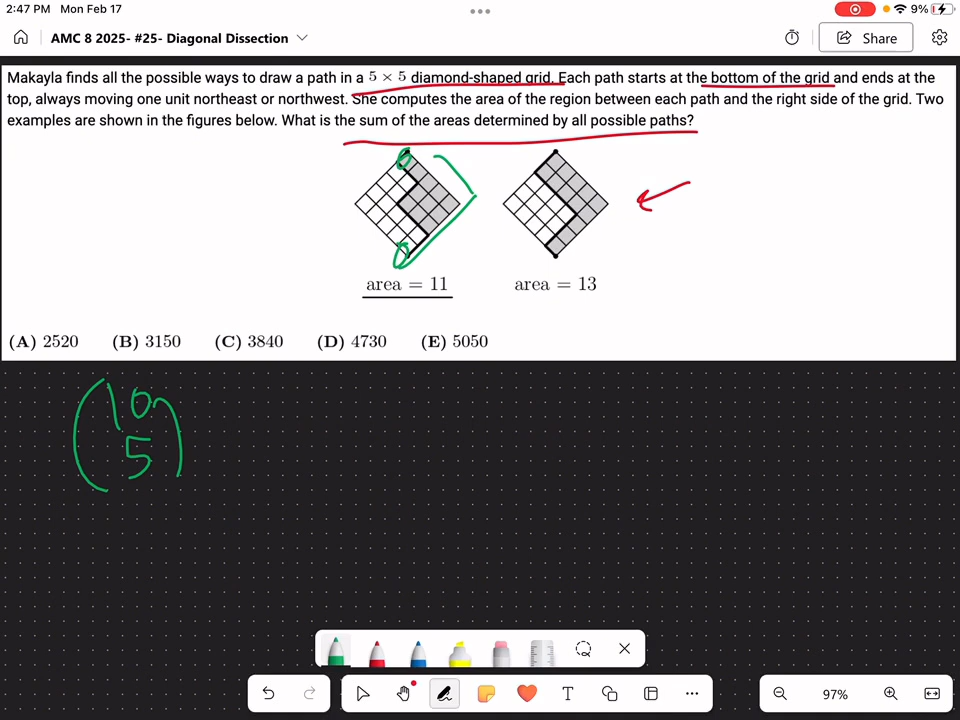 2:47 PM Mon Feb 17
9%
AMC 8 2025- #25- Diagonal Dissection
Share
Makayla finds all the possible ways to draw a path in a 5 × 5 diamond-shaped grid. Each path starts at the bottom of the grid and ends at the
top, always moving one unit northeast or northwest. She computes the area of the region between each path and the right side of the grid. Two
examples are shown in the figures below. What is the sum of the areas determined by all possible paths?
area = 11 area = 13
(A) 2520 (B) 3150 (C) 3840 (D) 4730 (E) 5050
(10
5)
T
97%